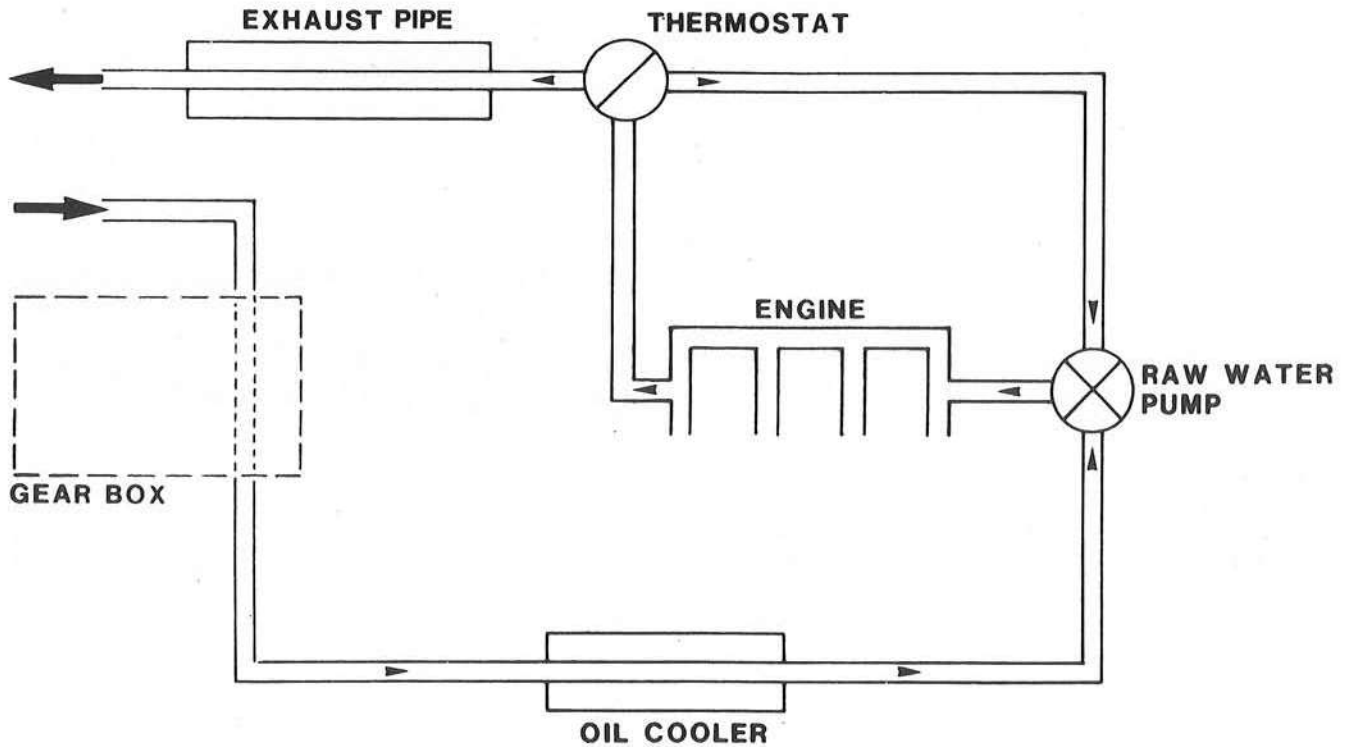 EXHAUST PIPE
THERMOSTAT
ENGINE
RAW WATER
PUMP
GEAR BOX
OIL COOLER